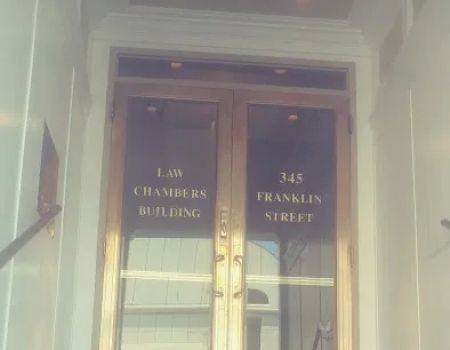 LAW
CHAMBERS
BUILDING
345
FRANKLIN
STREET